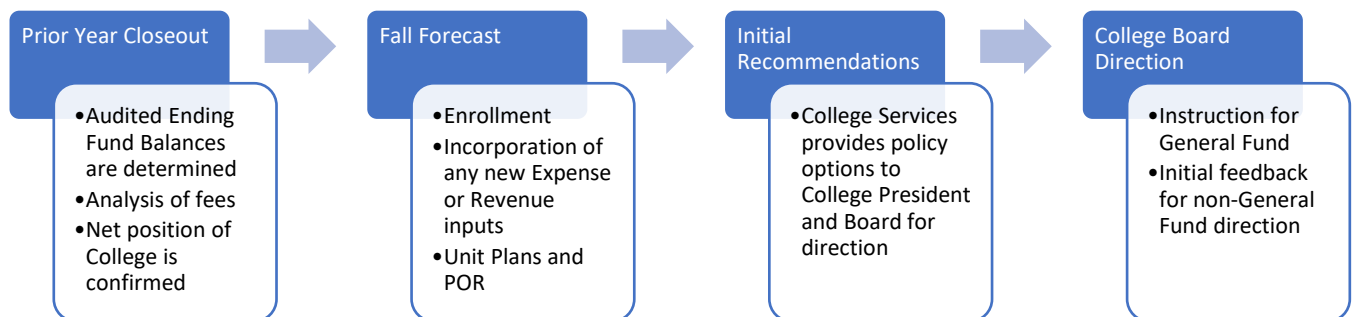 Prior Year Closeout
•Audited Ending
Fund Balances
are determined
•Analysis of fees
•Net position of
College is
confirmed
Fall Forecast
•Enrollment
•Incorporation of
any new Expense
or Revenue
inputs
•Unit Plans and
POR
Initial
Recommendations
•College Services
provides policy
options to
College President
and Board for
direction
College Board
Direction
•Instruction for
General Fund
•Initial feedback
for non-General
Fund direction